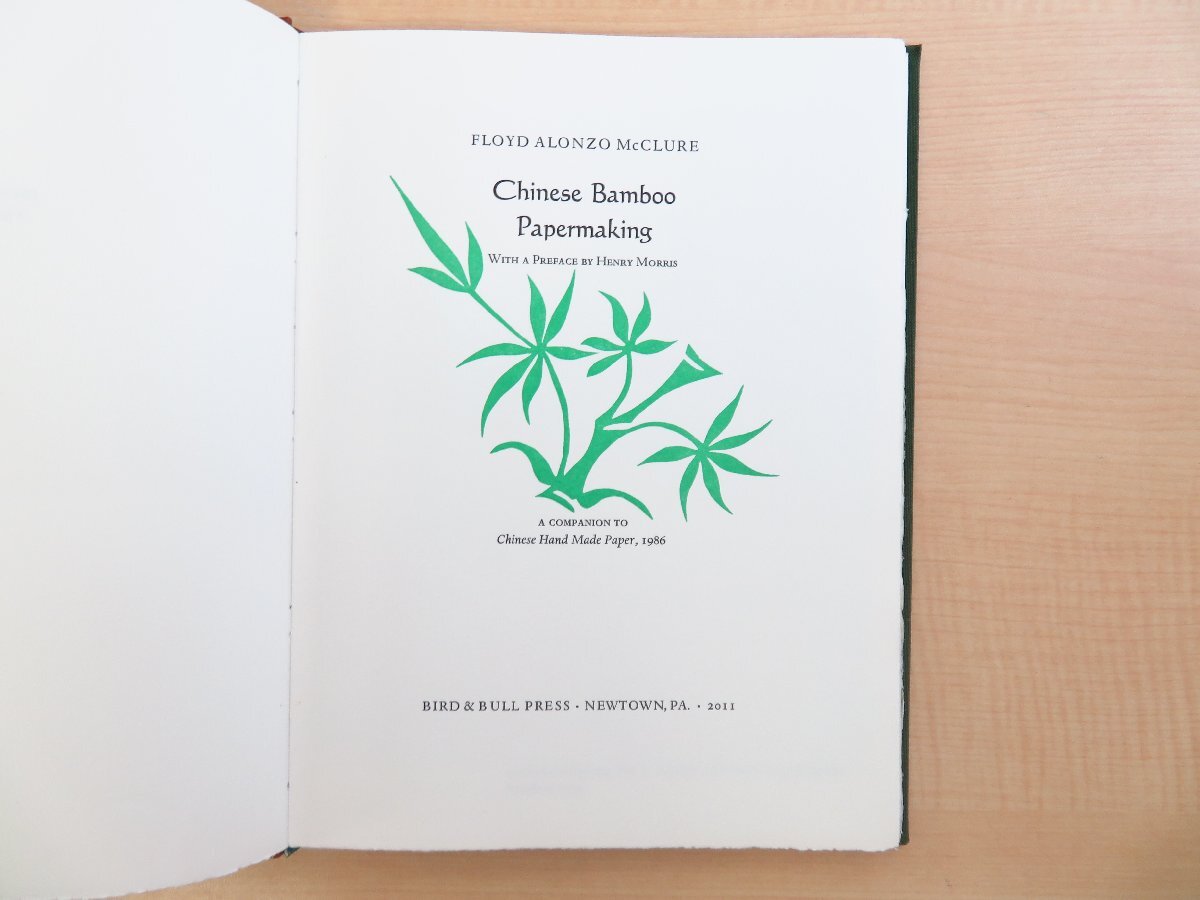 FLOYD ALONZO McCLURE
Chinese Bamboo
Papermaking
WITH A PREFACE BY HENRY MORRIS
A COMPANION TO
Chinese Hand Made Paper, 1986
BIRD & BULL PRESS · NEWTOWN, PA. · 2011